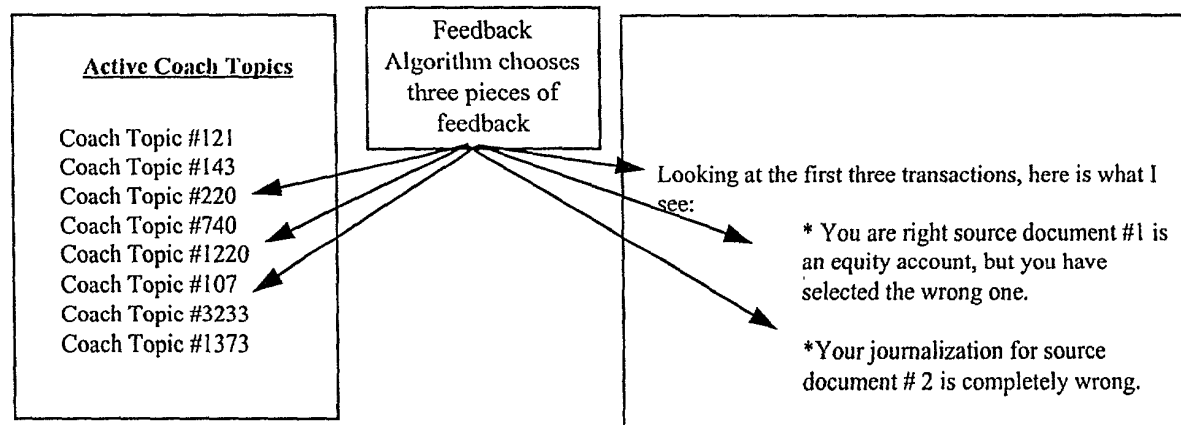 Active Coach Topics
Coach Topic #121
Coach Topic #143
Coach Topic #220
Coach Topic #740
Coach Topic #1220
Coach Topic #107
Coach Topic #3233
Coach Topic #1373
Feedback
Algorithm chooses
three pieces of
feedback
Looking at the first three transactions, here is what I
see:
* You are right source document #1 is
an equity account, but you have
selected the wrong one.
*Your journalization for source
document # 2 is completely wrong.